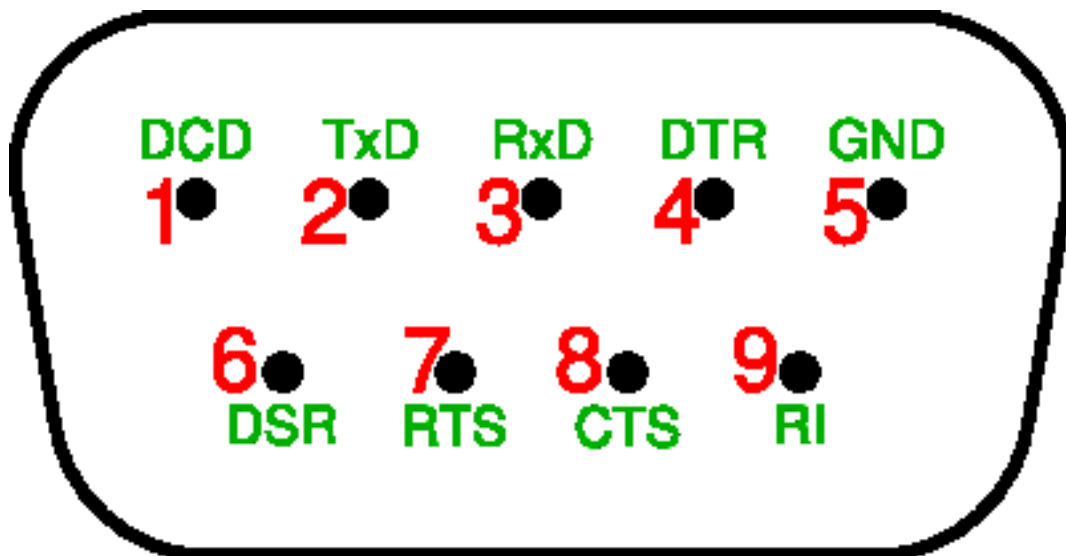 DCD TxD RxD DTR GND
1 2 3 4 5
6 7 8 9
DSR RTS CTS RI